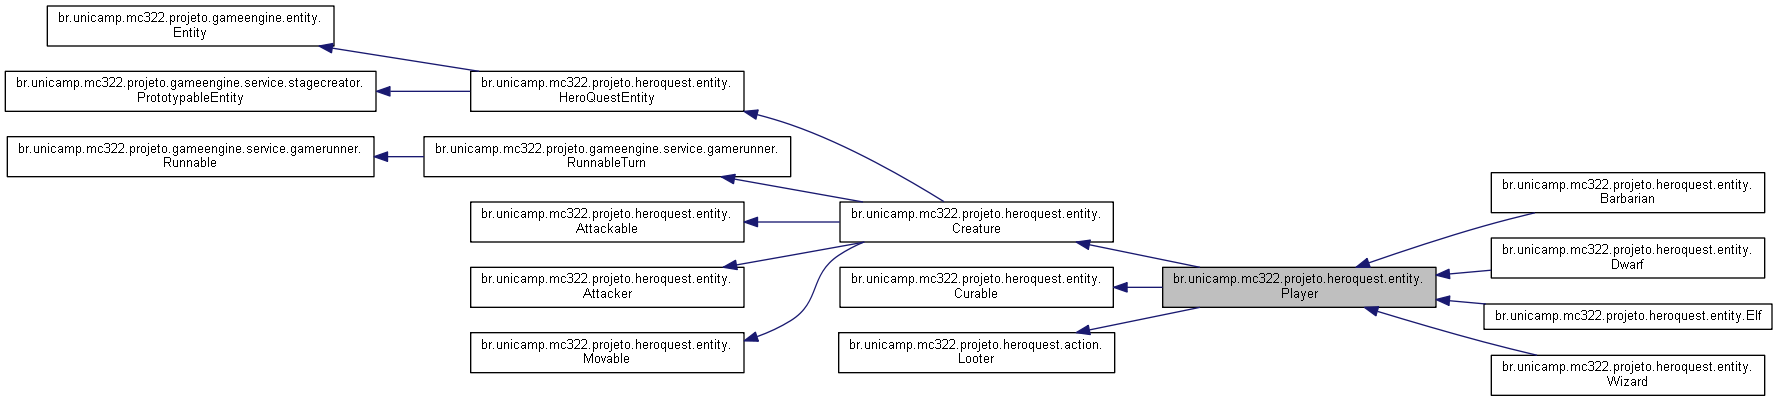 br.unicamp.mc322.projeto.gameengine.entity.
Entity
br.unicamp.mc322.projeto.gameengine.service.stagecreator.
PrototypableEntity
br.unicamp.mc322.projeto.heroquest.entity.
HeroQuestEntity
br.unicamp.mc322.projeto.gameengine.service.gamerunner.
Runnable
br.unicamp.mc322.projeto.gameengine.service.gamerunner.
RunnableTurn
br.unicamp.mc322.projeto.heroquest.entity.
Attackable
br.unicamp.mc322.projeto.heroquest.entity.
Attacker
br.unicamp.mc322.projeto.heroquest.entity.
Movable
br.unicamp.mc322.projeto.heroquest.entity.
Creature
br.unicamp.mc322.projeto.heroquest.entity.
Curable
br.unicamp.mc322.projeto.heroquest.action.
Looter
br.unicamp.mc322.projeto.heroquest.entity.
Player
br.unicamp.mc322.projeto.heroquest.entity.
Barbarian
br.unicamp.mc322.projeto.heroquest.entity.
Dwarf
br.unicamp.mc322.projeto.heroquest.entity.Elf
br.unicamp.mc322.projeto.heroquest.entity.
Wizard